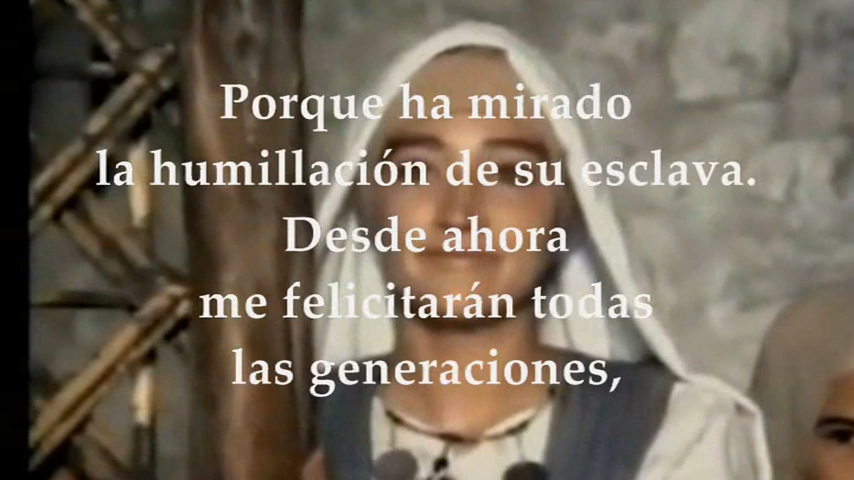 Porque ha mirado
la humillación de su esclava.
Desde ahora
me felicitarán todas
las generaciones,